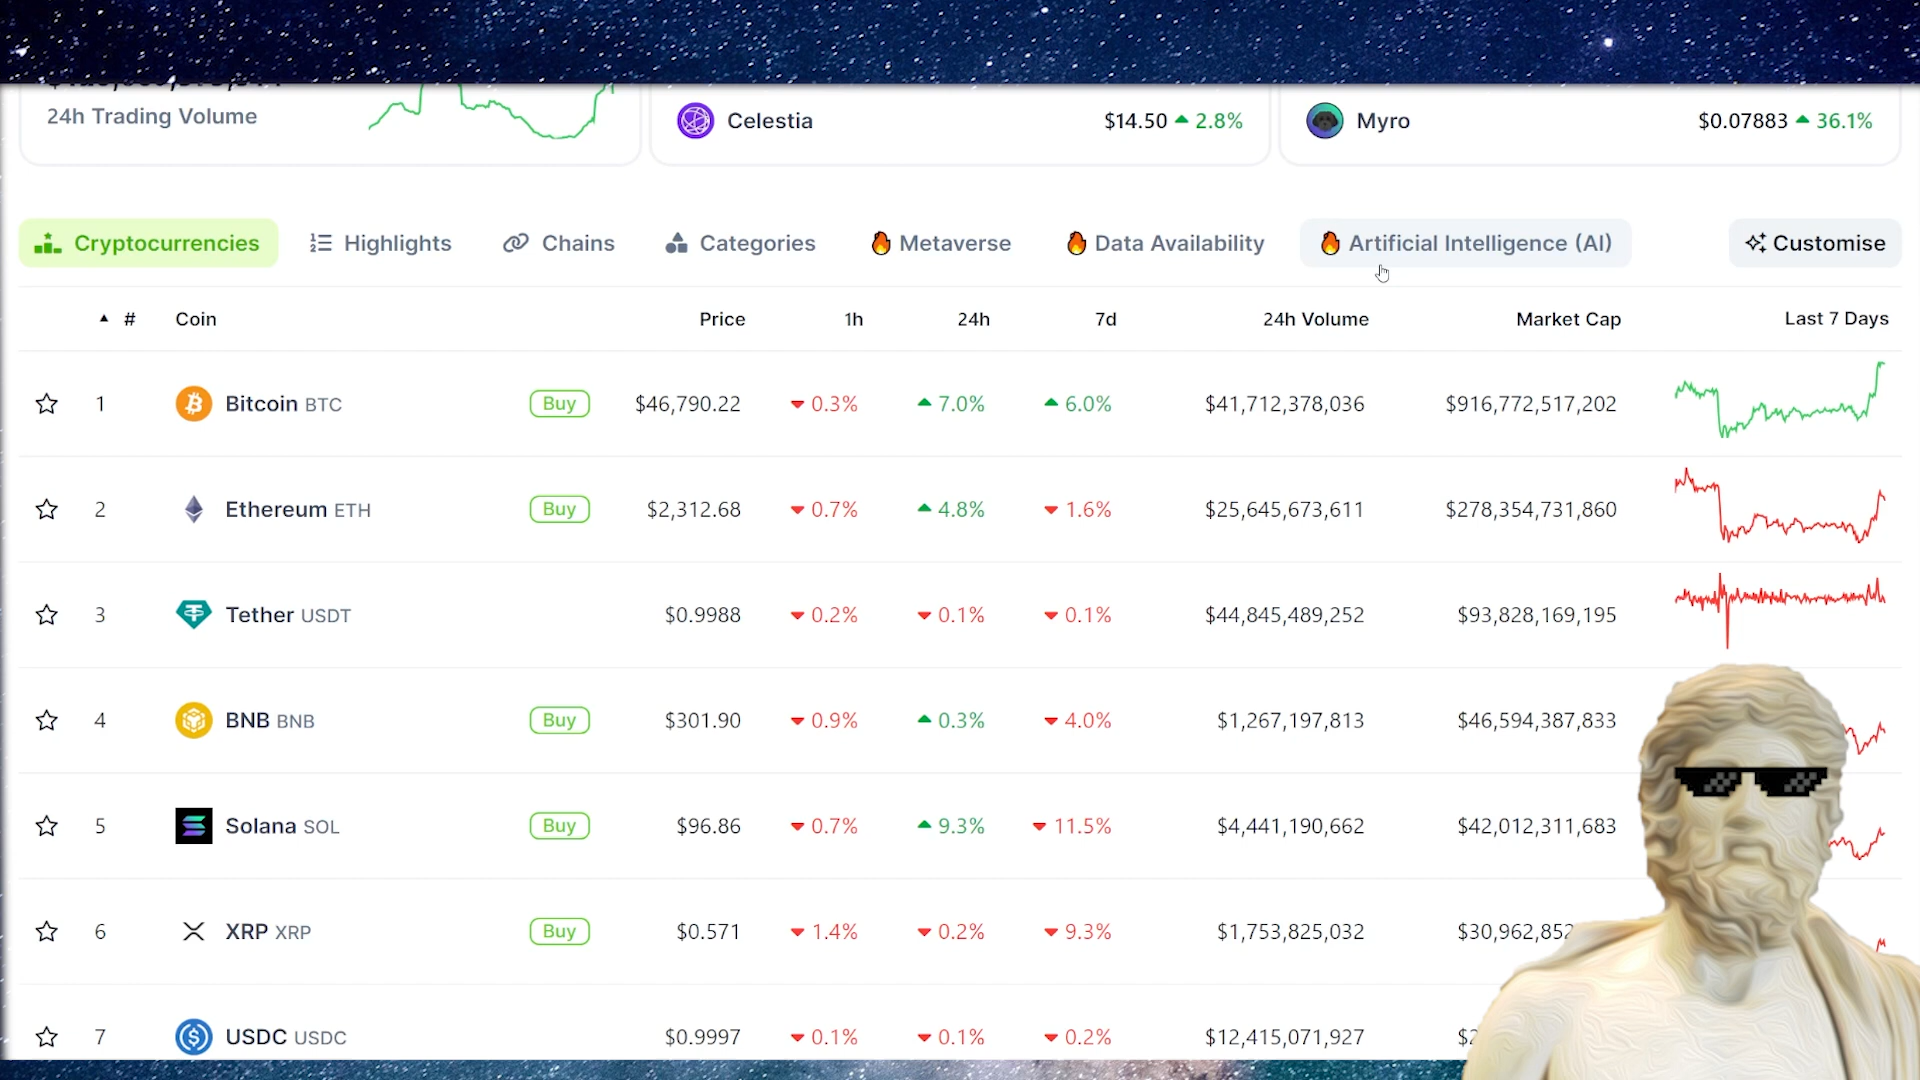 24h Trading Volume
Celestia $14.50 2.8%
Myro $0.07883 36.1%
Cryptocurrencies Highlights Chains Categories Metaverse Data Availability Artificial Intelligence (AI) Customise
# Coin Price 1h 24h 7d 24h Volume Market Cap Last 7 Days
1 Bitcoin BTC Buy $46,790.22 0.3% 7.0% 6.0% $41,712,378,036 $916,772,517,202
2 Ethereum ETH Buy $2,312.68 0.7% 4.8% 1.6% $25,645,673,611 $278,354,731,860
3 Tether USDT $0.9988 0.2% 0.1% 0.1% $44,845,489,252 $93,828,169,195
4 BNB BNB Buy $301.90 0.9% 0.3% 4.0% $1,267,197,813 $46,594,387,833
5 Solana SOL Buy $96.86 0.7% 9.3% 11.5% $4,441,190,662 $42,012,311,683
6 XRP XRP Buy $0.571 1.4% 0.2% 9.3% $1,753,825,032 $30,962,852
7 USDC USDC $0.9997 0.1% 0.1% 0.2% $12,415,071,927